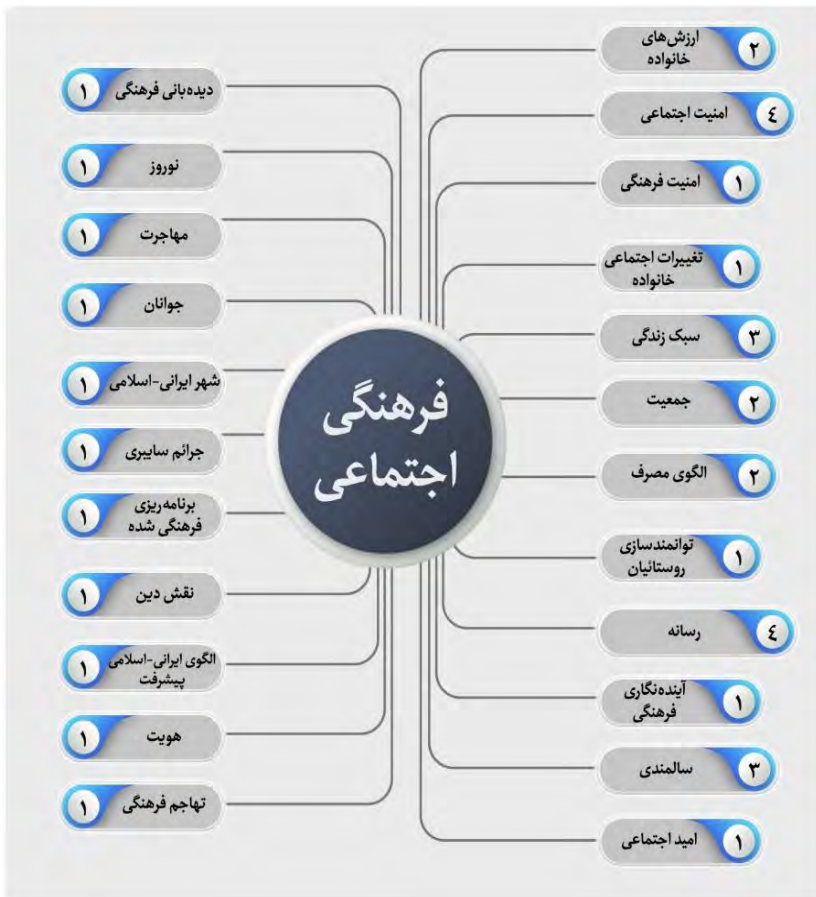 فرهنگی
اجتماعی
۲
ارزش‌های
خانواده
٤
امنیت اجتماعی
۱
امنیت فرهنگی
۱
تغییرات اجتماعی
خانواده
۳
سبک زندگی
۲
جمعیت
۲
الگوی مصرف
۱
توانمندسازی
روستائیان
٤
رسانه
۱
آینده‌نگاری
فرهنگی
۳
سالمندی
۱
امید اجتماعی
دیده‌بانی فرهنگی
۱
نوروز
۱
مهاجرت
۱
جوانان
۱
شهر ایرانی-اسلامی
۱
جرائم سایبری
۱
برنامه‌ریزی
فرهنگی شده
۱
نقش دین
۱
الگوی ایرانی-اسلامی
پیشرفت
۱
هویت
۱
تهاجم فرهنگی
۱